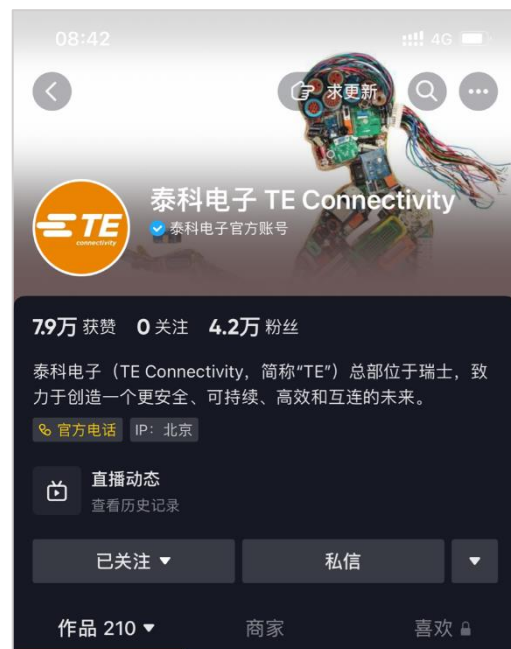 08:42
4G
求更新
TE
connectivity
泰科电子 TE Connectivity
泰科电子官方账号
7.9万 获赞 0 关注 4.2万 粉丝
泰科电子（TE Connectivity，简称“TE”）总部位于瑞士，致
力于创造一个更安全、可持续、高效和互连的未来。
官方电话 IP：北京
直播动态
查看历史记录
已关注 私信
作品 210 商家 喜欢